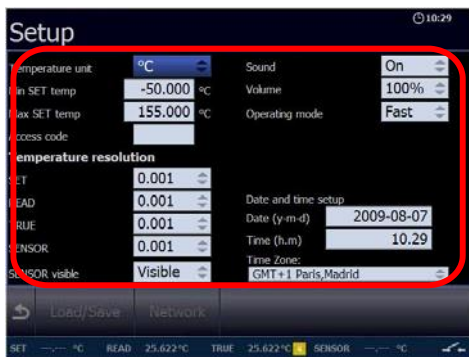 10:29
Setup
Temperature unit °C
Min SET temp -50.000 °C
Max SET temp 155.000 °C
Access code
Temperature resolution
SET 0.001
READ 0.001
TRUE 0.001
SENSOR 0.001
SENSOR visible Visible
Sound On
Volume 100%
Operating mode Fast
Date and time setup
Date (y-m-d) 2009-08-07
Time (h.m) 10.29
Time Zone:
GMT+1 Paris,Madrid
Load/Save Network
SET --.--- °C READ 25.622°C TRUE 25.622°C 4 SENSOR --.--- °C